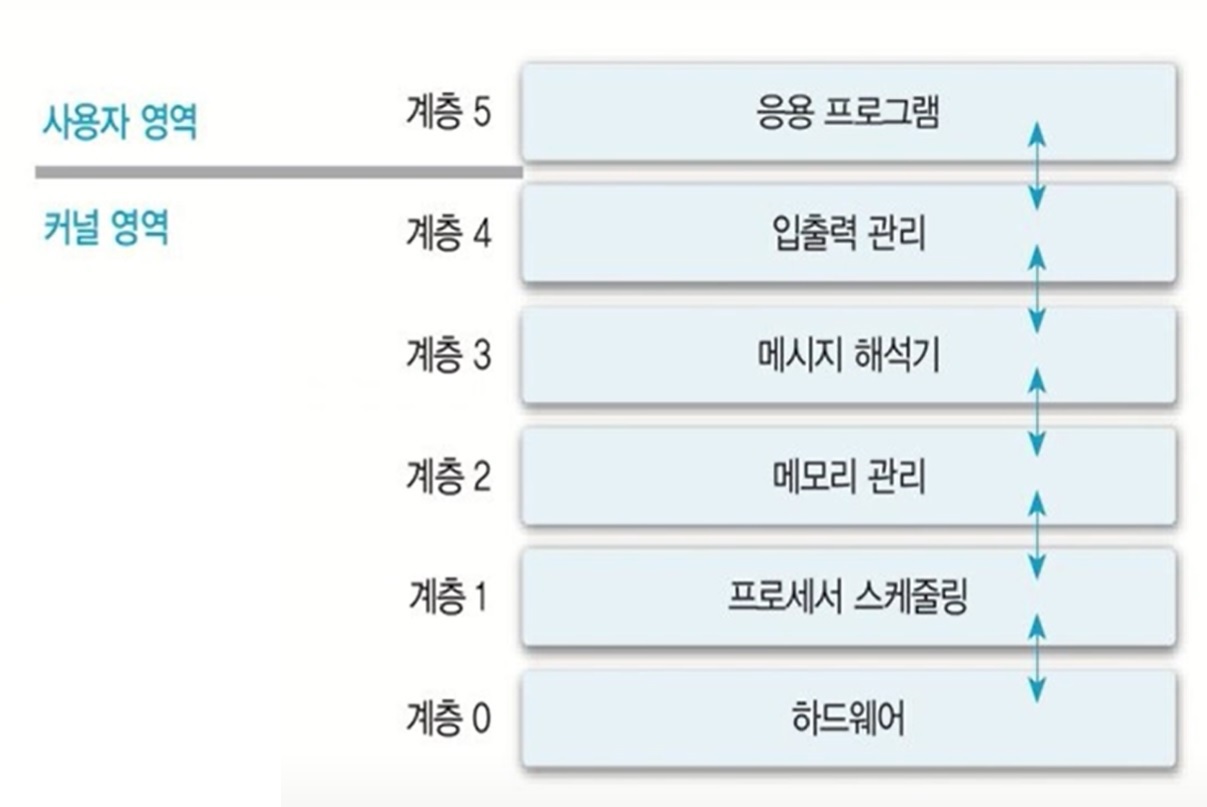 사용자 영역
커널 영역
계층 5 응용 프로그램
계층 4 입출력 관리
계층 3 메시지 해석기
계층 2 메모리 관리
계층 1 프로세서 스케줄링
계층 0 하드웨어